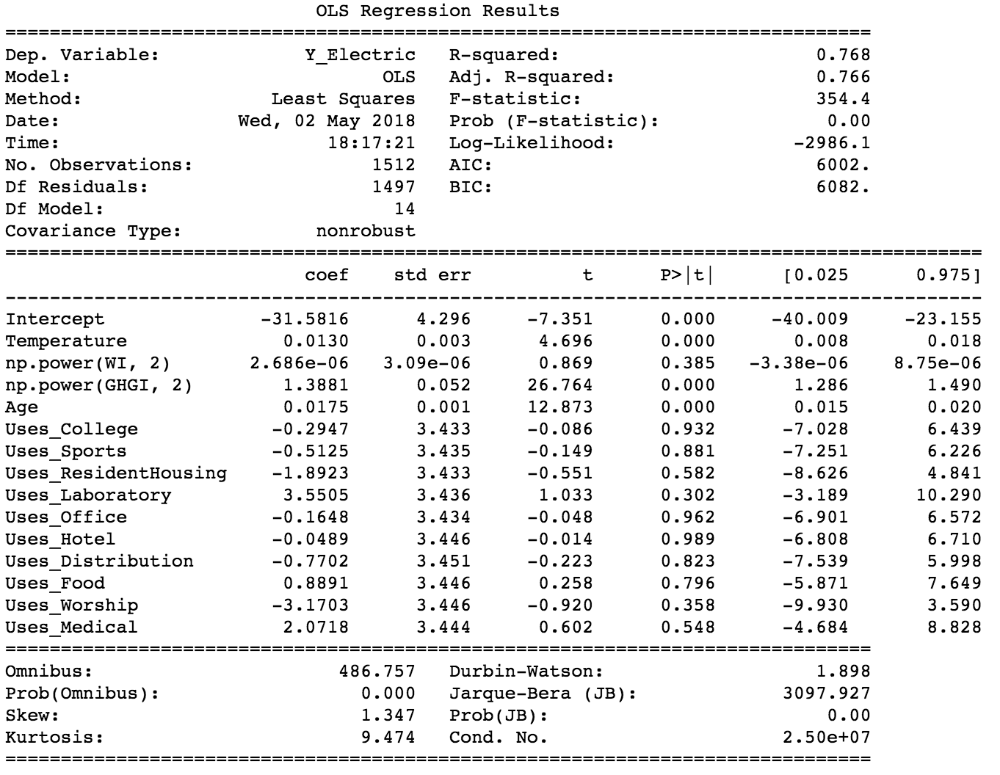 OLS Regression Results
==============================================================================
Dep. Variable:             Y_Electric   R-squared:                       0.768
Model:                            OLS   Adj. R-squared:                  0.766
Method:                 Least Squares   F-statistic:                     354.4
Date:                Wed, 02 May 2018   Prob (F-statistic):               0.00
Time:                        18:17:21   Log-Likelihood:                -2986.1
No. Observations:                1512   AIC:                             6002.
Df Residuals:                    1497   BIC:                             6082.
Df Model:                          14
Covariance Type:            nonrobust
========================================================================================
                           coef    std err          t      P>|t|      [0.025      0.975]
----------------------------------------------------------------------------------------
Intercept              -31.5816      4.296     -7.351      0.000     -40.009     -23.155
Temperature              0.0130      0.003      4.696      0.000       0.008       0.018
np.power(WI, 2)       2.686e-06   3.09e-06      0.869      0.385   -3.38e-06    8.75e-06
np.power(GHGI, 2)        1.3881      0.052     26.764      0.000       1.286       1.490
Age                      0.0175      0.001     12.873      0.000       0.015       0.020
Uses_College            -0.2947      3.433     -0.086      0.932      -7.028       6.439
Uses_Sports             -0.5125      3.435     -0.149      0.881      -7.251       6.226
Uses_ResidentHousing    -1.8923      3.433     -0.551      0.582      -8.626       4.841
Uses_Laboratory          3.5505      3.436      1.033      0.302      -3.189      10.290
Uses_Office             -0.1648      3.434     -0.048      0.962      -6.901       6.572
Uses_Hotel              -0.0489      3.446     -0.014      0.989      -6.808       6.710
Uses_Distribution       -0.7702      3.451     -0.223      0.823      -7.539       5.998
Uses_Food                0.8891      3.446      0.258      0.796      -5.871       7.649
Uses_Worship            -3.1703      3.446     -0.920      0.358      -9.930       3.590
Uses_Medical             2.0718      3.444      0.602      0.548      -4.684       8.828
==============================================================================
Omnibus:                      486.757   Durbin-Watson:                   1.898
Prob(Omnibus):                  0.000   Jarque-Bera (JB):             3097.927
Skew:                           1.347   Prob(JB):                         0.00
Kurtosis:                       9.474   Cond. No.                     2.50e+07
==============================================================================